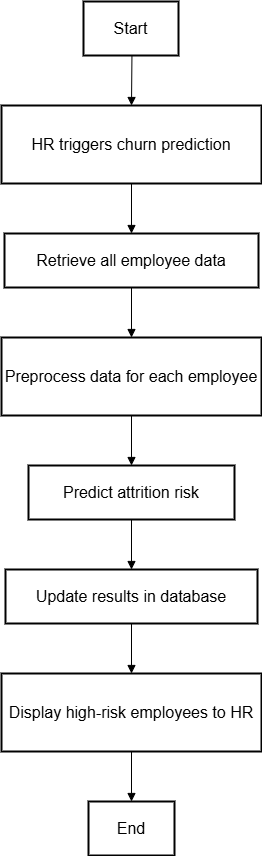 Start
HR triggers churn prediction
Retrieve all employee data
Preprocess data for each employee
Predict attrition risk
Update results in database
Display high-risk employees to HR
End